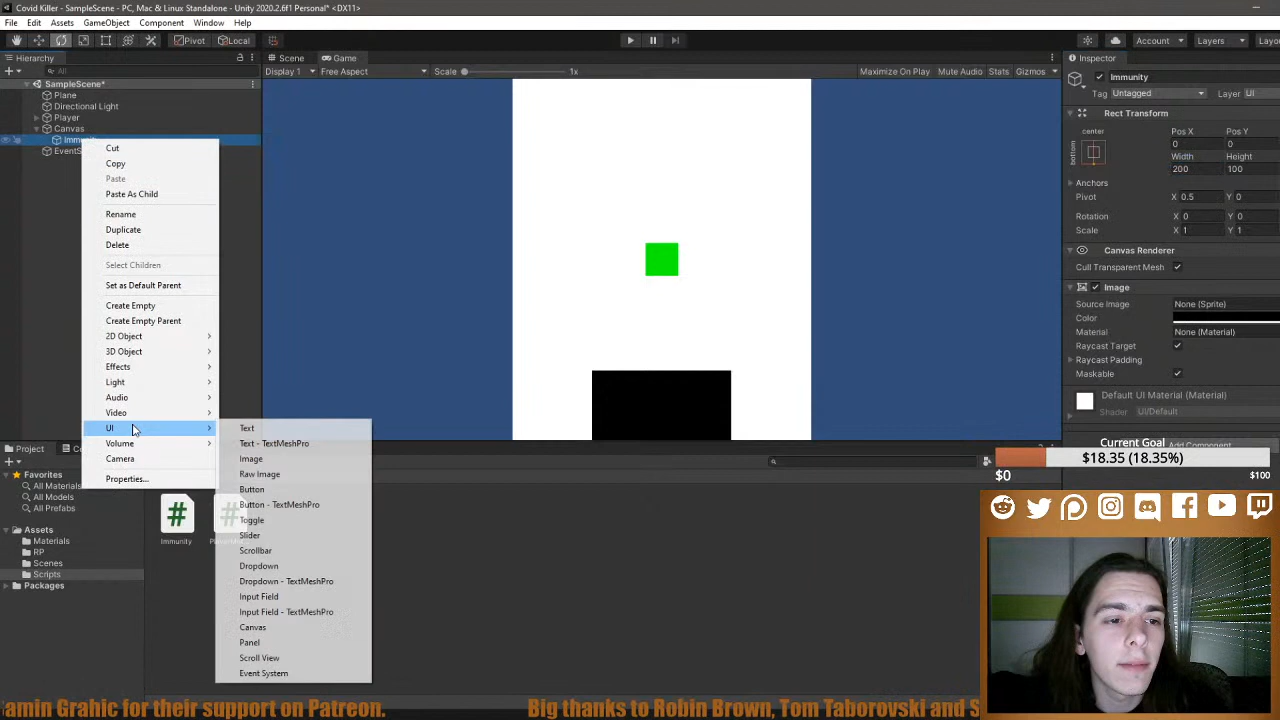 Covid Killer - SampleScene - PC, Mac & Linux Standalone - Unity 2020.2.6f1 Personal* <DX11>
File Edit Assets GameObject Component Window Help
Pivot Local Account Layers
Hierarchy
Scene Game
Inspector
All
Display 1 Free Aspect Scale 1x Maximize On Play Mute Audio Stats Gizmos
SampleScene*
Plane
Directional Light
Player
Canvas
Cut
Copy
Paste
Paste As Child
Rename
Duplicate
Delete
Select Children
Set as Default Parent
Create Empty
Create Empty Parent
2D Object
3D Object
Effects
Light
Audio
Video
UI
Volume
Camera
Properties...
Text
Text - TextMeshPro
Image
Raw Image
Button
Button - TextMeshPro
Toggle
Slider
Scrollbar
Dropdown
Dropdown - TextMeshPro
Input Field
Input Field - TextMeshPro
Canvas
Panel
Scroll View
Event System
Immunity
Tag Untagged Layer UI
Rect Transform
center Pos X Pos Y
bottom 0 0
Width Height
200 100
Anchors
Pivot X 0.5 Y 0
Rotation X 0 Y 0
Scale X 1 Y 1
Canvas Renderer
Cull Transparent Mesh
Image
Source Image None (Sprite)
Color
Material None (Material)
Raycast Target
Raycast Padding
Maskable
Default UI Material (Material)
Shader UI/Default
Current Goal
$18.35 (18.35%)
$0 $100
Project
Favorites
All Materials
All Models
All Prefabs
Assets
Materials
RP
Scenes
Scripts
Packages
Immunity
amin Grahic for their support on Patreon. Big thanks to Robin Brown, Tom Taborovski and S